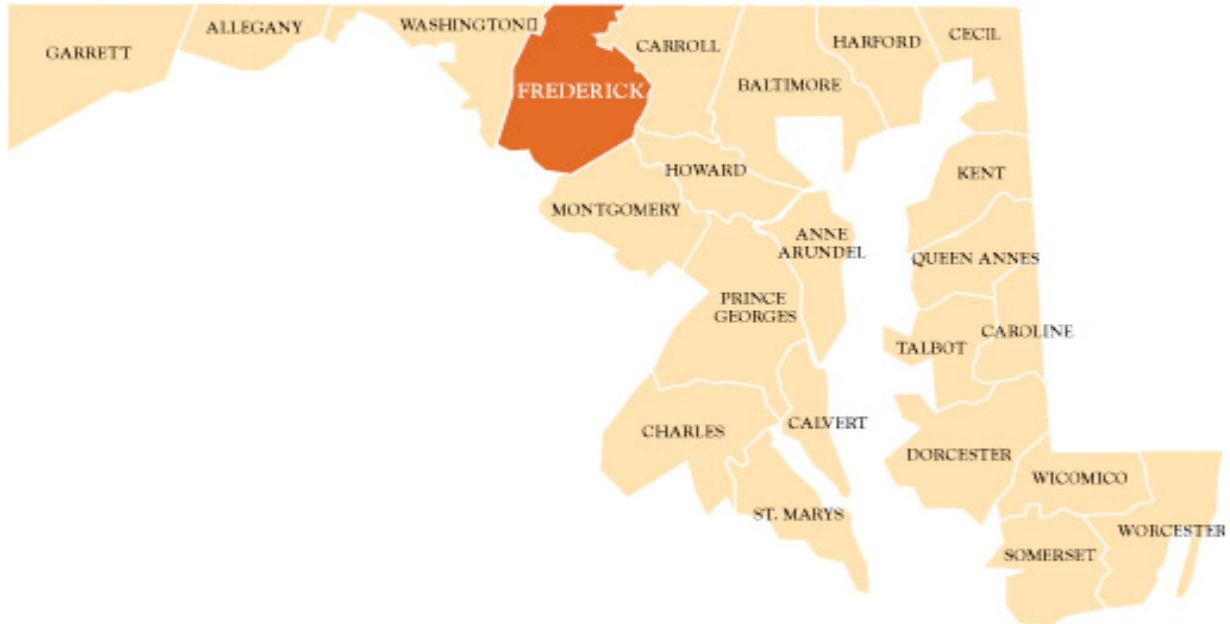 GARRETT
ALLEGANY
WASHINGTON▯
FREDERICK
CARROLL
BALTIMORE
HARFORD
CECIL
HOWARD
MONTGOMERY
KENT
ANNE
ARUNDEL
QUEEN ANNES
PRINCE
GEORGES
TALBOT
CAROLINE
CHARLES
CALVERT
DORCESTER
WICOMICO
ST. MARYS
WORCESTER
SOMERSET